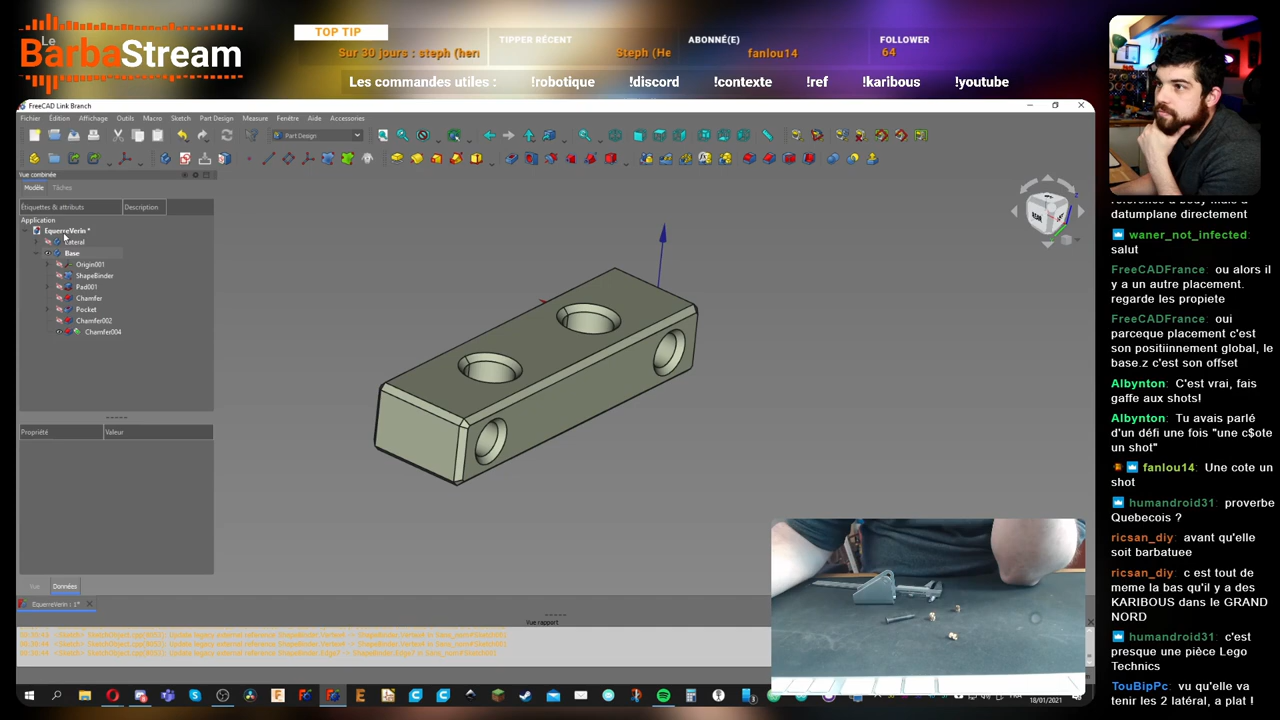 Le
BarbaStream
TOP TIP
Sur 30 jours : steph (hen
TIPPER RÉCENT
Steph (He
ABONNÉ(E)
fanlou14
FOLLOWER
64
Les commandes utiles : !robotique !discord !contexte !ref !karibous !youtube
FreeCAD Link Branch
Fichier Édition Affichage Outils Macro Sketch Part Design Mesure Fenêtre Aide Accessories
Part Design
Vue combinée
Modèle Tâches
Étiquettes & attributs Description
Application
EquerreVerin *
Lateral
Base
Origin001
ShapeBinder
Pad001
Chamfer
Pocket
Chamfer002
Chamfer004
Propriété Valeur
Vue Données
EquerreVerin : 1*
Vue rapport
18/01/2021
datumplane directement
waner_not_infected:
salut
FreeCADFrance: ou alors il
y a un autre placement.
regarde les propiete
FreeCADFrance: oui
parceque placement c'est
son positiinnement global, le
base.z c'est son offset
Albynton: C'est vrai, fais
gaffe aux shots!
Albynton: Tu avais parlé
d'un défi une fois "une c$ote
un shot"
fanlou14: Une cote un
shot
humandroid31: proverbe
Quebecois ?
ricsan_diy: avant qu'elle
soit barbatuee
ricsan_diy: c est tout de
meme la bas qu'il y a des
KARIBOUS dans le GRAND
NORD
humandroid31: c'est
presque une pièce Lego
Technics
TouBipPc: vu qu'elle va
tenir les 2 latéral, a plat !